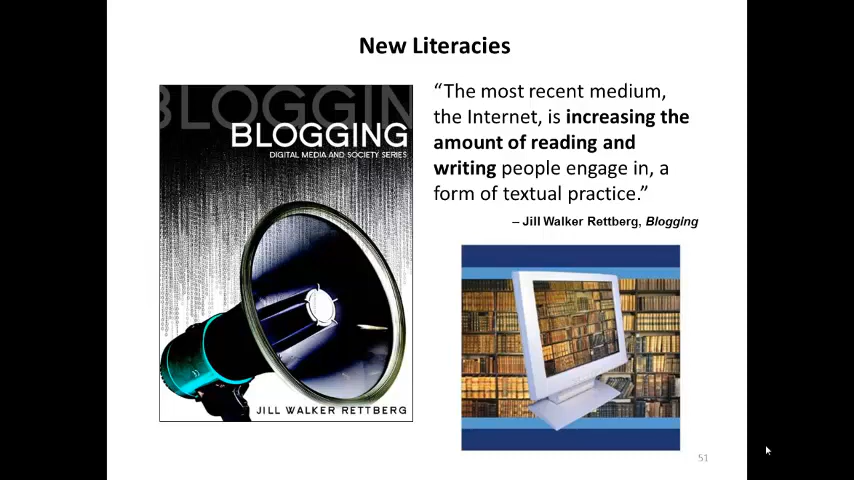 New Literacies
BLOGGIN
BLOGGING
DIGITAL MEDIA AND SOCIETY SERIES
JILL WALKER RETTBERG
“The most recent medium,
the Internet, is increasing the
amount of reading and
writing people engage in, a
form of textual practice.”
– Jill Walker Rettberg, Blogging
51